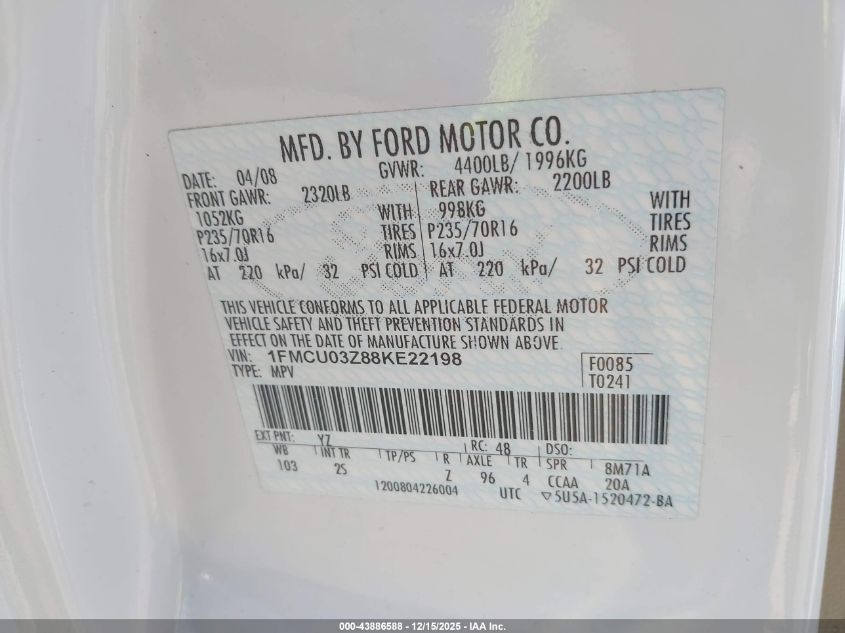 MFD. BY FORD MOTOR CO.
DATE: 04/08 GVWR: 4400LB/ 1996KG
FRONT GAWR: 2320LB REAR GAWR: 2200LB
1052KG WITH 998KG WITH
P235/70R16 TIRES P235/70R16 TIRES
16x7.0J RIMS 16x7.0J RIMS
AT 220 kPa/ 32 PSI COLD AT 220 kPa/ 32 PSI COLD
THIS VEHICLE CONFORMS TO ALL APPLICABLE FEDERAL MOTOR
VEHICLE SAFETY AND THEFT PREVENTION STANDARDS IN
EFFECT ON THE DATE OF MANUFACTURE SHOWN ABOVE.
VIN: 1FMCU03Z88KE22198
TYPE: MPV
F0085
T0241
EXT PNT: YZ RC: 48 DSO:
WB INT TR TP/PS R AXLE TR SPR 8M71A
103 2S Z 96 4 CCAA 20A
1200804226004 UTC ▽5U5A-1520472-BA
000-43886588 - 12/15/2025 - IAA Inc.